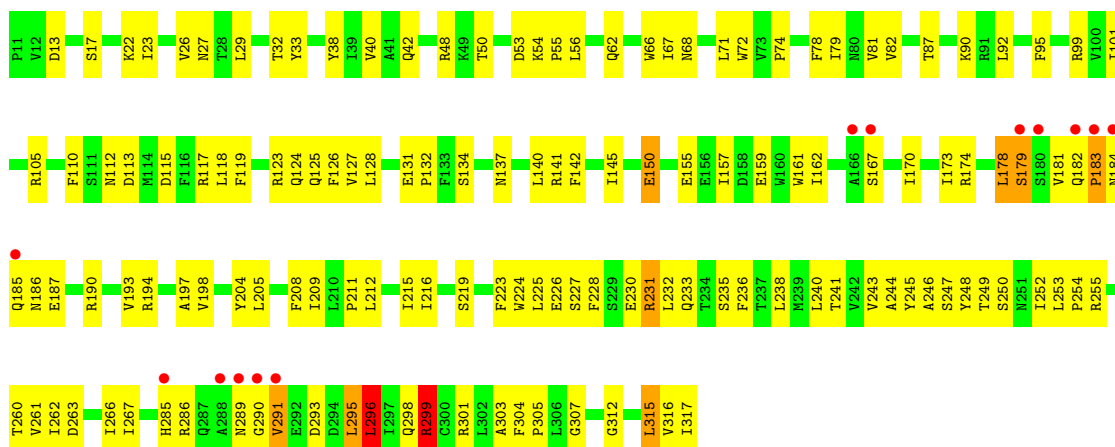 P11 V12 D13 S17 K22 I23 V26 N27 T28 L29 T32 Y33 Y38 I39 V40 A41 Q42 R48 K49 T50 D53 K54 P55 L56 Q62 W66 I67 N68 L71 W72 V73 P74 F78 I79 N80 V81 V82 T87 K90 R91 L92 F95 R99 V100
R105 F110 S111 N112 D113 M114 D115 F116 R117 L118 F119 R123 Q124 Q125 F126 V127 L128 E131 P132 F133 S134 N137 L140 R141 F142 I145 E150 E155 E156 I157 D158 E159 W160 W161 I162 A166 S167 I170 I173 R174 L178 S179 S180 V181 Q182 P183
Q185 N186 E187 R190 V193 R194 A197 V198 Y204 L205 F208 I209 L210 P211 L212 I215 I216 S219 F223 W224 L225 E226 S227 F228 S229 E230 R231 L232 Q233 T234 S235 F236 T237 L238 M239 L240 T241 V242 V243 A244 Y245 A246 S247 Y248 T249 S250 N251 I252 L253 P254 R255
T260 V261 I262 D263 I266 I267 H285 R286 Q287 A288 N289 G290 V291 E292 D293 D294 L295 L296 I297 Q298 R299 C300 R301 L302 A303 F304 P305 L306 G307 G312 L315 V316 I317